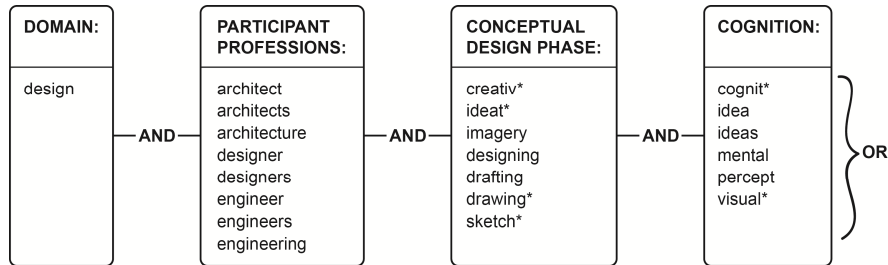 DOMAIN:
design
AND
PARTICIPANT
PROFESSIONS:
architect
architects
architecture
designer
designers
engineer
engineers
engineering
AND
CONCEPTUAL
DESIGN PHASE:
creativ*
ideat*
imagery
designing
drafting
drawing*
sketch*
AND
COGNITION:
cognit*
idea
ideas
mental
percept
visual*
OR